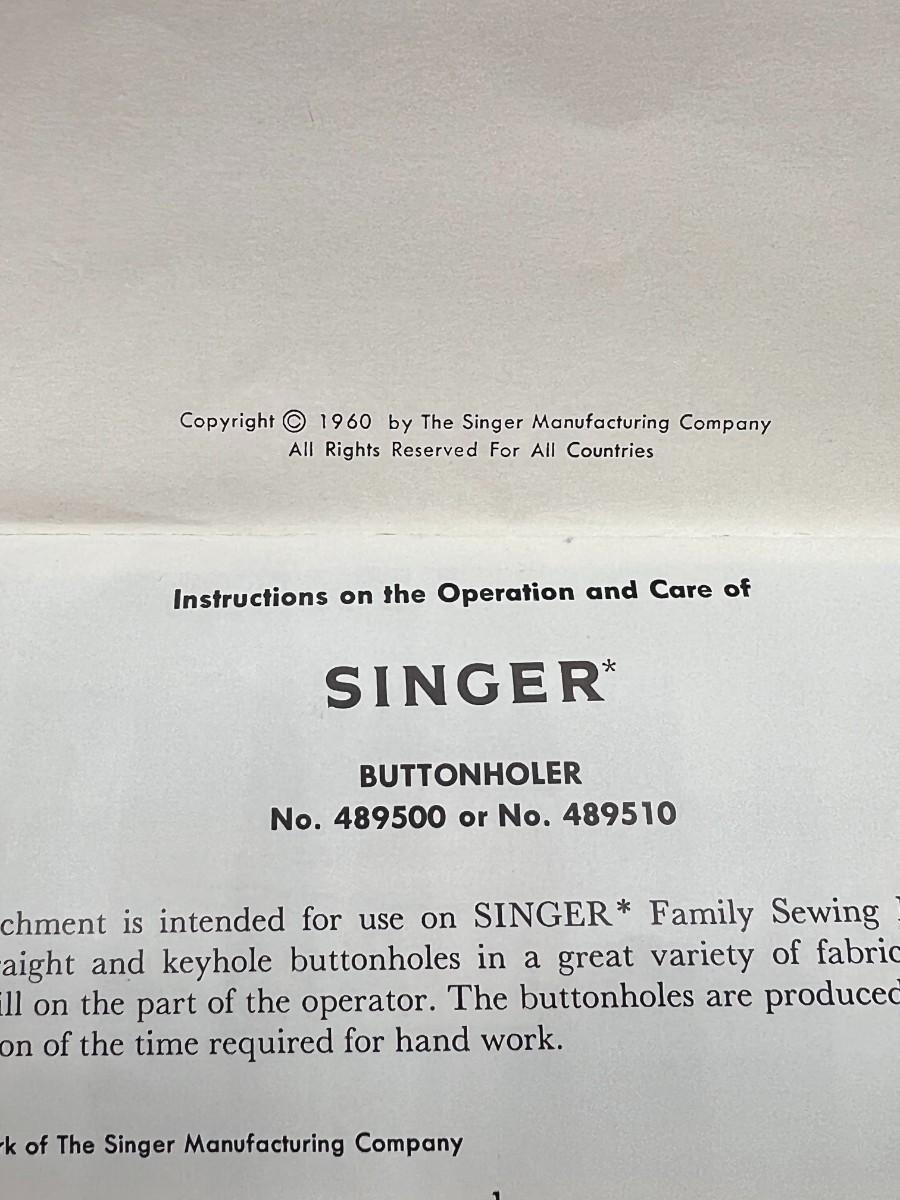 Copyright © 1960 by The Singer Manufacturing Company
All Rights Reserved For All Countries
Instructions on the Operation and Care of
SINGER*
BUTTONHOLER
No. 489500 or No. 489510
chment is intended for use on SINGER* Family Sewing
aight and keyhole buttonholes in a great variety of fabric
ill on the part of the operator. The buttonholes are produced
on of the time required for hand work.
rk of The Singer Manufacturing Company
1